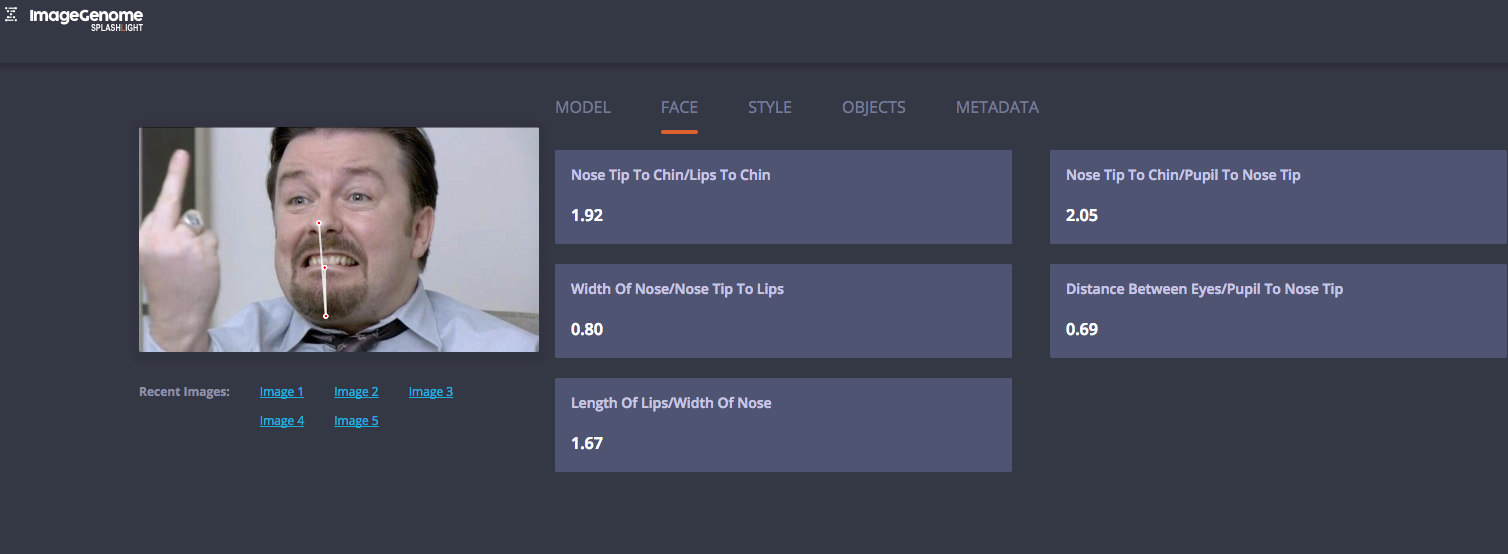 ImageGenome
SPLASHLIGHT
MODEL FACE STYLE OBJECTS METADATA
Nose Tip To Chin/Lips To Chin
1.92
Nose Tip To Chin/Pupil To Nose Tip
2.05
Width Of Nose/Nose Tip To Lips
0.80
Distance Between Eyes/Pupil To Nose Tip
0.69
Length Of Lips/Width Of Nose
1.67
Recent Images: Image 1 Image 2 Image 3
Image 4 Image 5